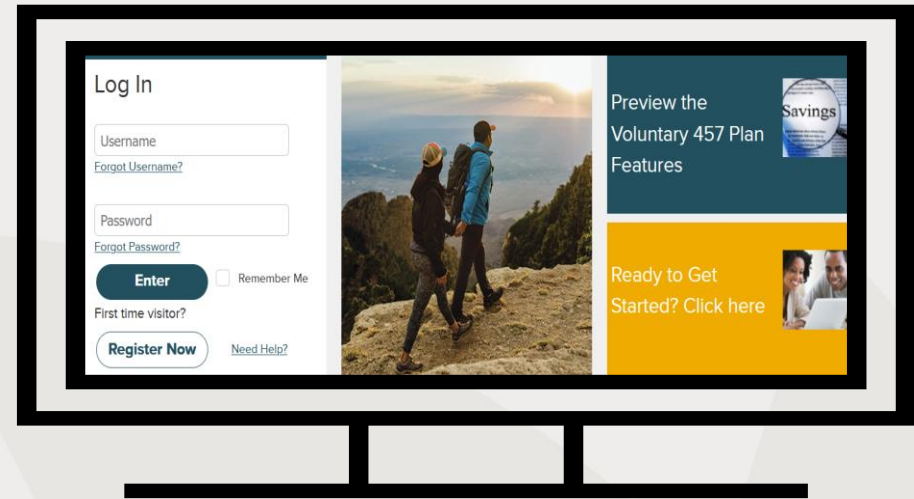 Log In
Username
Forgot Username?
Password
Forgot Password?
Enter
Remember Me
First time visitor?
Register Now
Need Help?
Preview the
Voluntary 457 Plan
Features
Savings
Ready to Get
Started? Click here